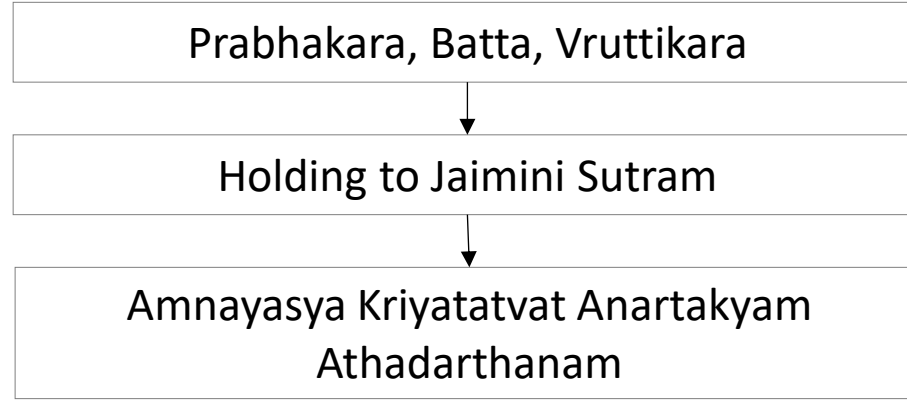 Prabhakara, Batta, Vruttikara
Holding to Jaimini Sutram
Amnayasya Kriyatatvat Anartakyam
Athadarthanam